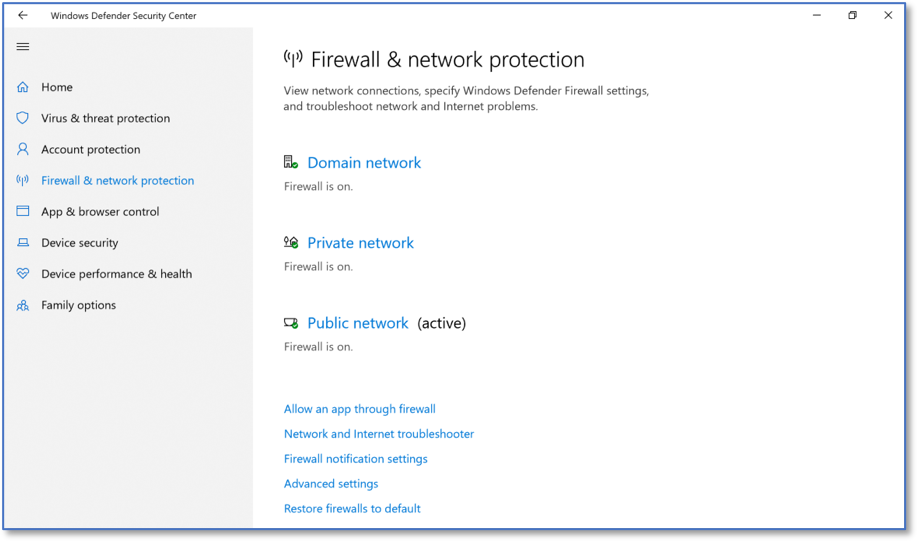 Windows Defender Security Center
Home
Virus & threat protection
Account protection
Firewall & network protection
App & browser control
Device security
Device performance & health
Family options
Firewall & network protection
View network connections, specify Windows Defender Firewall settings,
and troubleshoot network and Internet problems.
Domain network
Firewall is on.
Private network
Firewall is on.
Public network (active)
Firewall is on.
Allow an app through firewall
Network and Internet troubleshooter
Firewall notification settings
Advanced settings
Restore firewalls to default